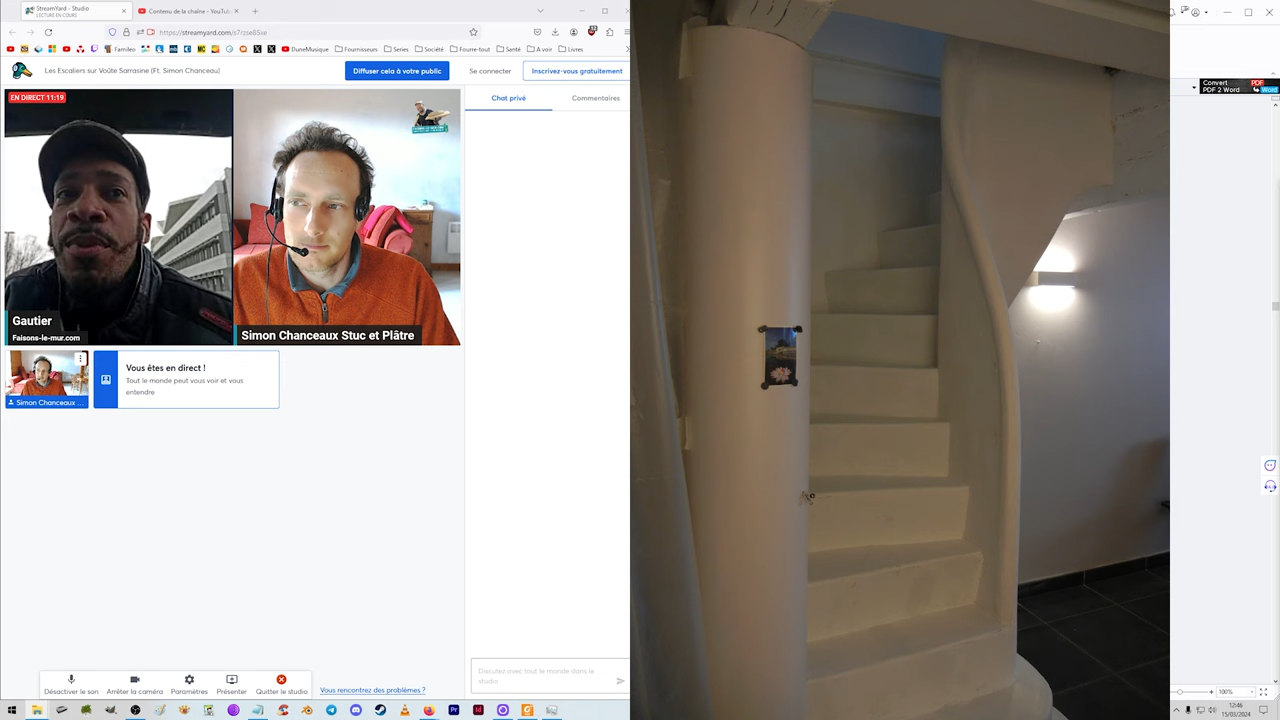 StreamYard - Studio
LECTURE EN COURS
Contenu de la chaîne - YouTu
https://streamyard.com/s7rzse85xe
Famileo
DuneMusique
Fournisseurs
Series
Société
Fourre-tout
Santé
A voir
Livres
Les Escaliers sur Voûte Sarrasine (Ft. Simon Chanceau)
Diffuser cela à votre public
Se connecter
Inscrivez-vous gratuitement
Convert
PDF
PDF 2 Word
Word
EN DIRECT 11:19
Chat privé
Commentaires
Gautier
Faisons-le-mur.com
Simon Chanceaux Stuc et Plâtre
Simon Chanceaux ...
Vous êtes en direct !
Tout le monde peut vous voir et vous
entendre
Discutez avec tout le monde dans le
studio
Désactiver le son
Arrêter la caméra
Paramètres
Présenter
Quitter le studio
Vous rencontrez des problèmes ?
100%
12:46
15/03/2024